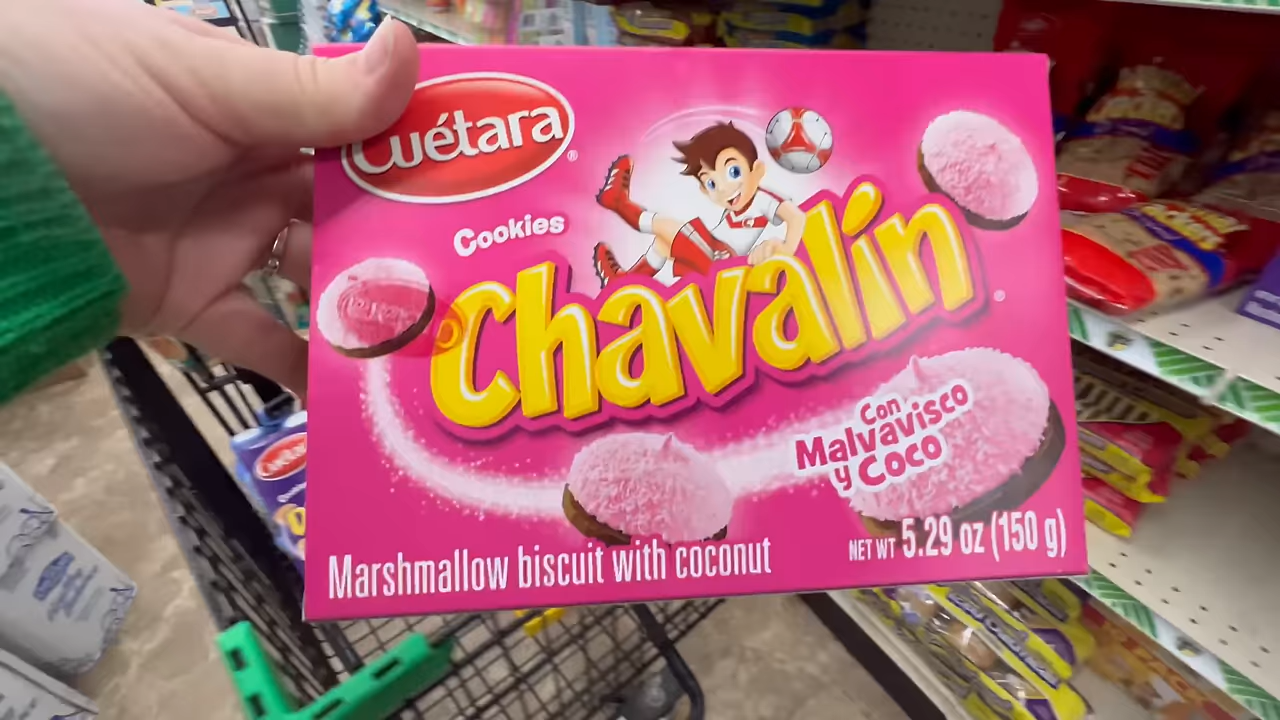 Cuétara
®
Cookies
Chavalín
®
Con
Malvavisco
y Coco
Marshmallow biscuit with coconut
NET WT 5.29 oz (150 g)